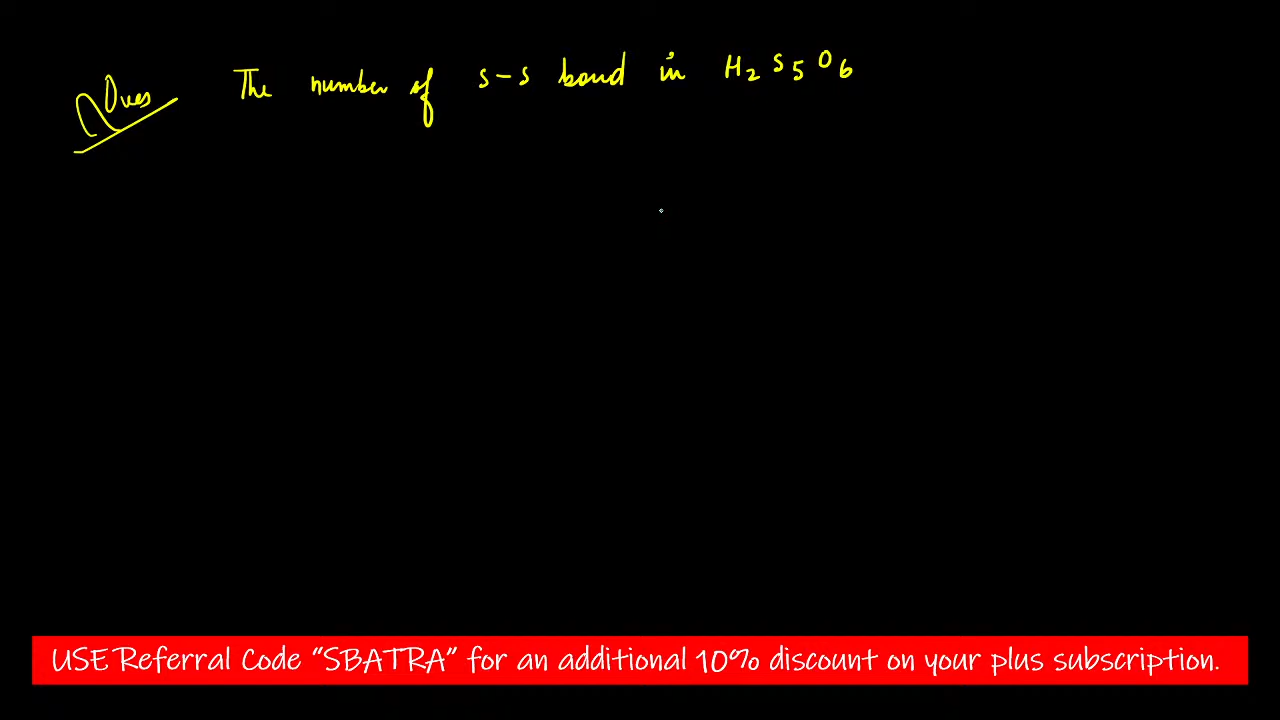 Ques The number of s-s bond in H2S5O6
USE Referral Code “SBATRA” for an additional 10% discount on your plus subscription.